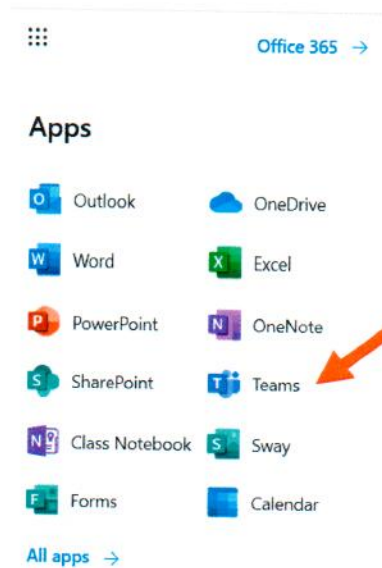 Office 365 →
Apps
Outlook
OneDrive
Word
Excel
PowerPoint
OneNote
SharePoint
Teams
Class Notebook
Sway
Forms
Calendar
All apps →